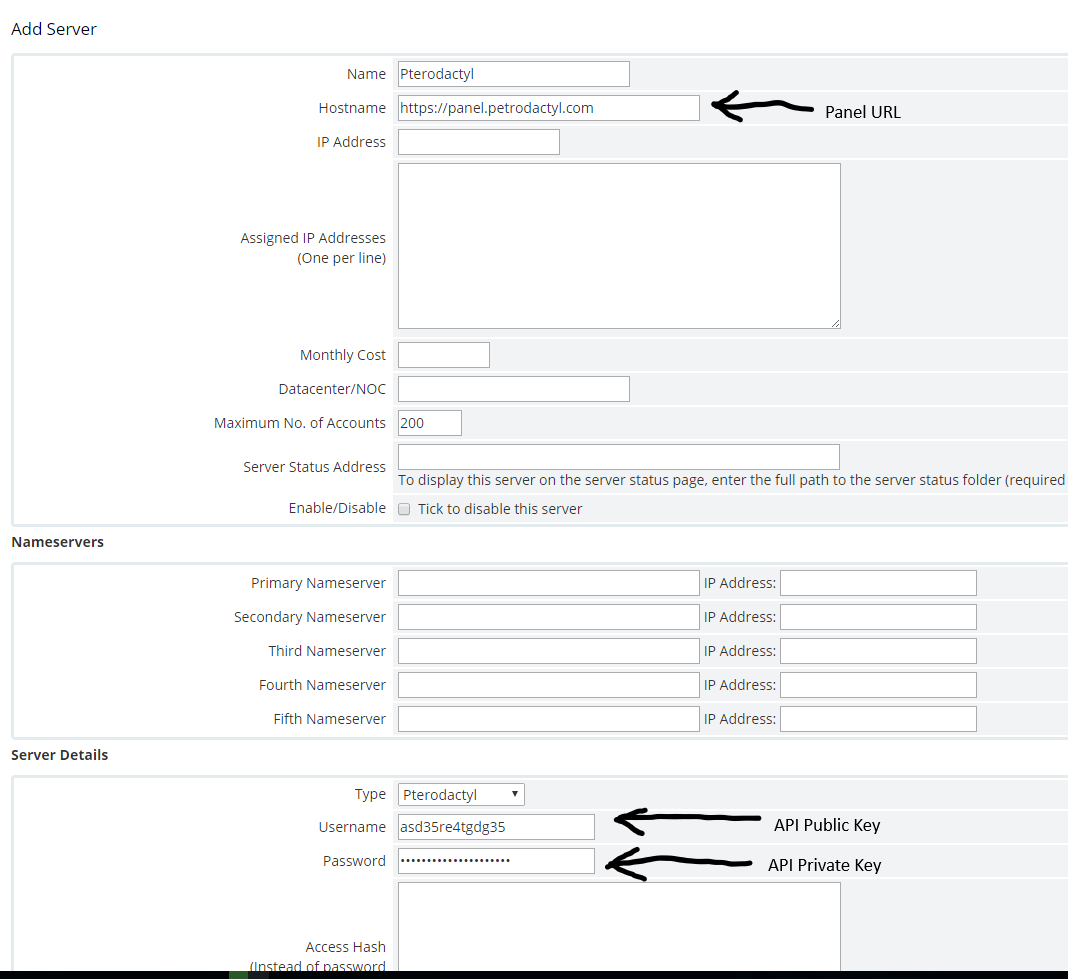 Add Server
Name Pterodactyl
Hostname https://panel.petrodactyl.com Panel URL
IP Address
Assigned IP Addresses
(One per line)
Monthly Cost
Datacenter/NOC
Maximum No. of Accounts 200
Server Status Address
To display this server on the server status page, enter the full path to the server status folder (required
Enable/Disable Tick to disable this server
Nameservers
Primary Nameserver IP Address:
Secondary Nameserver IP Address:
Third Nameserver IP Address:
Fourth Nameserver IP Address:
Fifth Nameserver IP Address:
Server Details
Type Pterodactyl
Username asd35re4tgdg35 API Public Key
Password ••••••••••••••••••••• API Private Key
Access Hash
(Instead of password